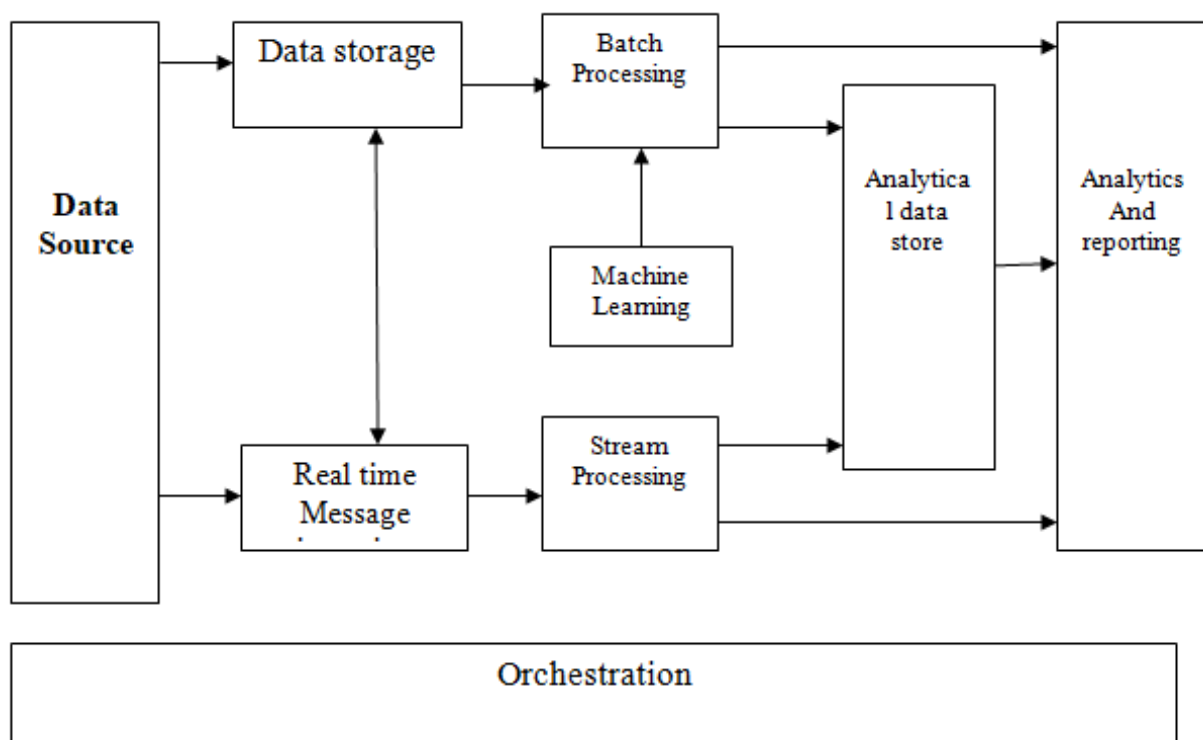 Data
Source
Data storage
Real time
Message
Batch
Processing
Machine
Learning
Stream
Processing
Analytica
l data
store
Analytics
And
reporting
Orchestration